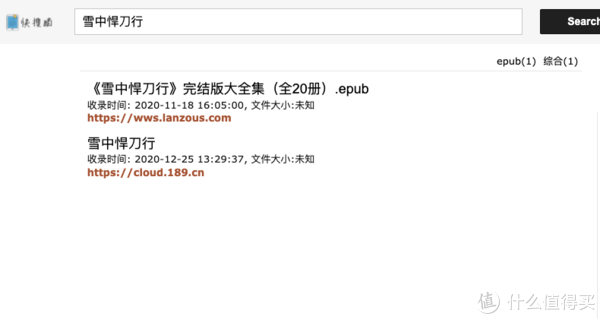 雪中悍刀行
Search
epub(1) 综合(1)
《雪中悍刀行》完结版大全集（全20册）.epub
收录时间: 2020-11-18 16:05:00, 文件大小:未知
https://wws.lanzous.com
雪中悍刀行
收录时间: 2020-12-25 13:29:37, 文件大小:未知
https://cloud.189.cn
值 什么值得买